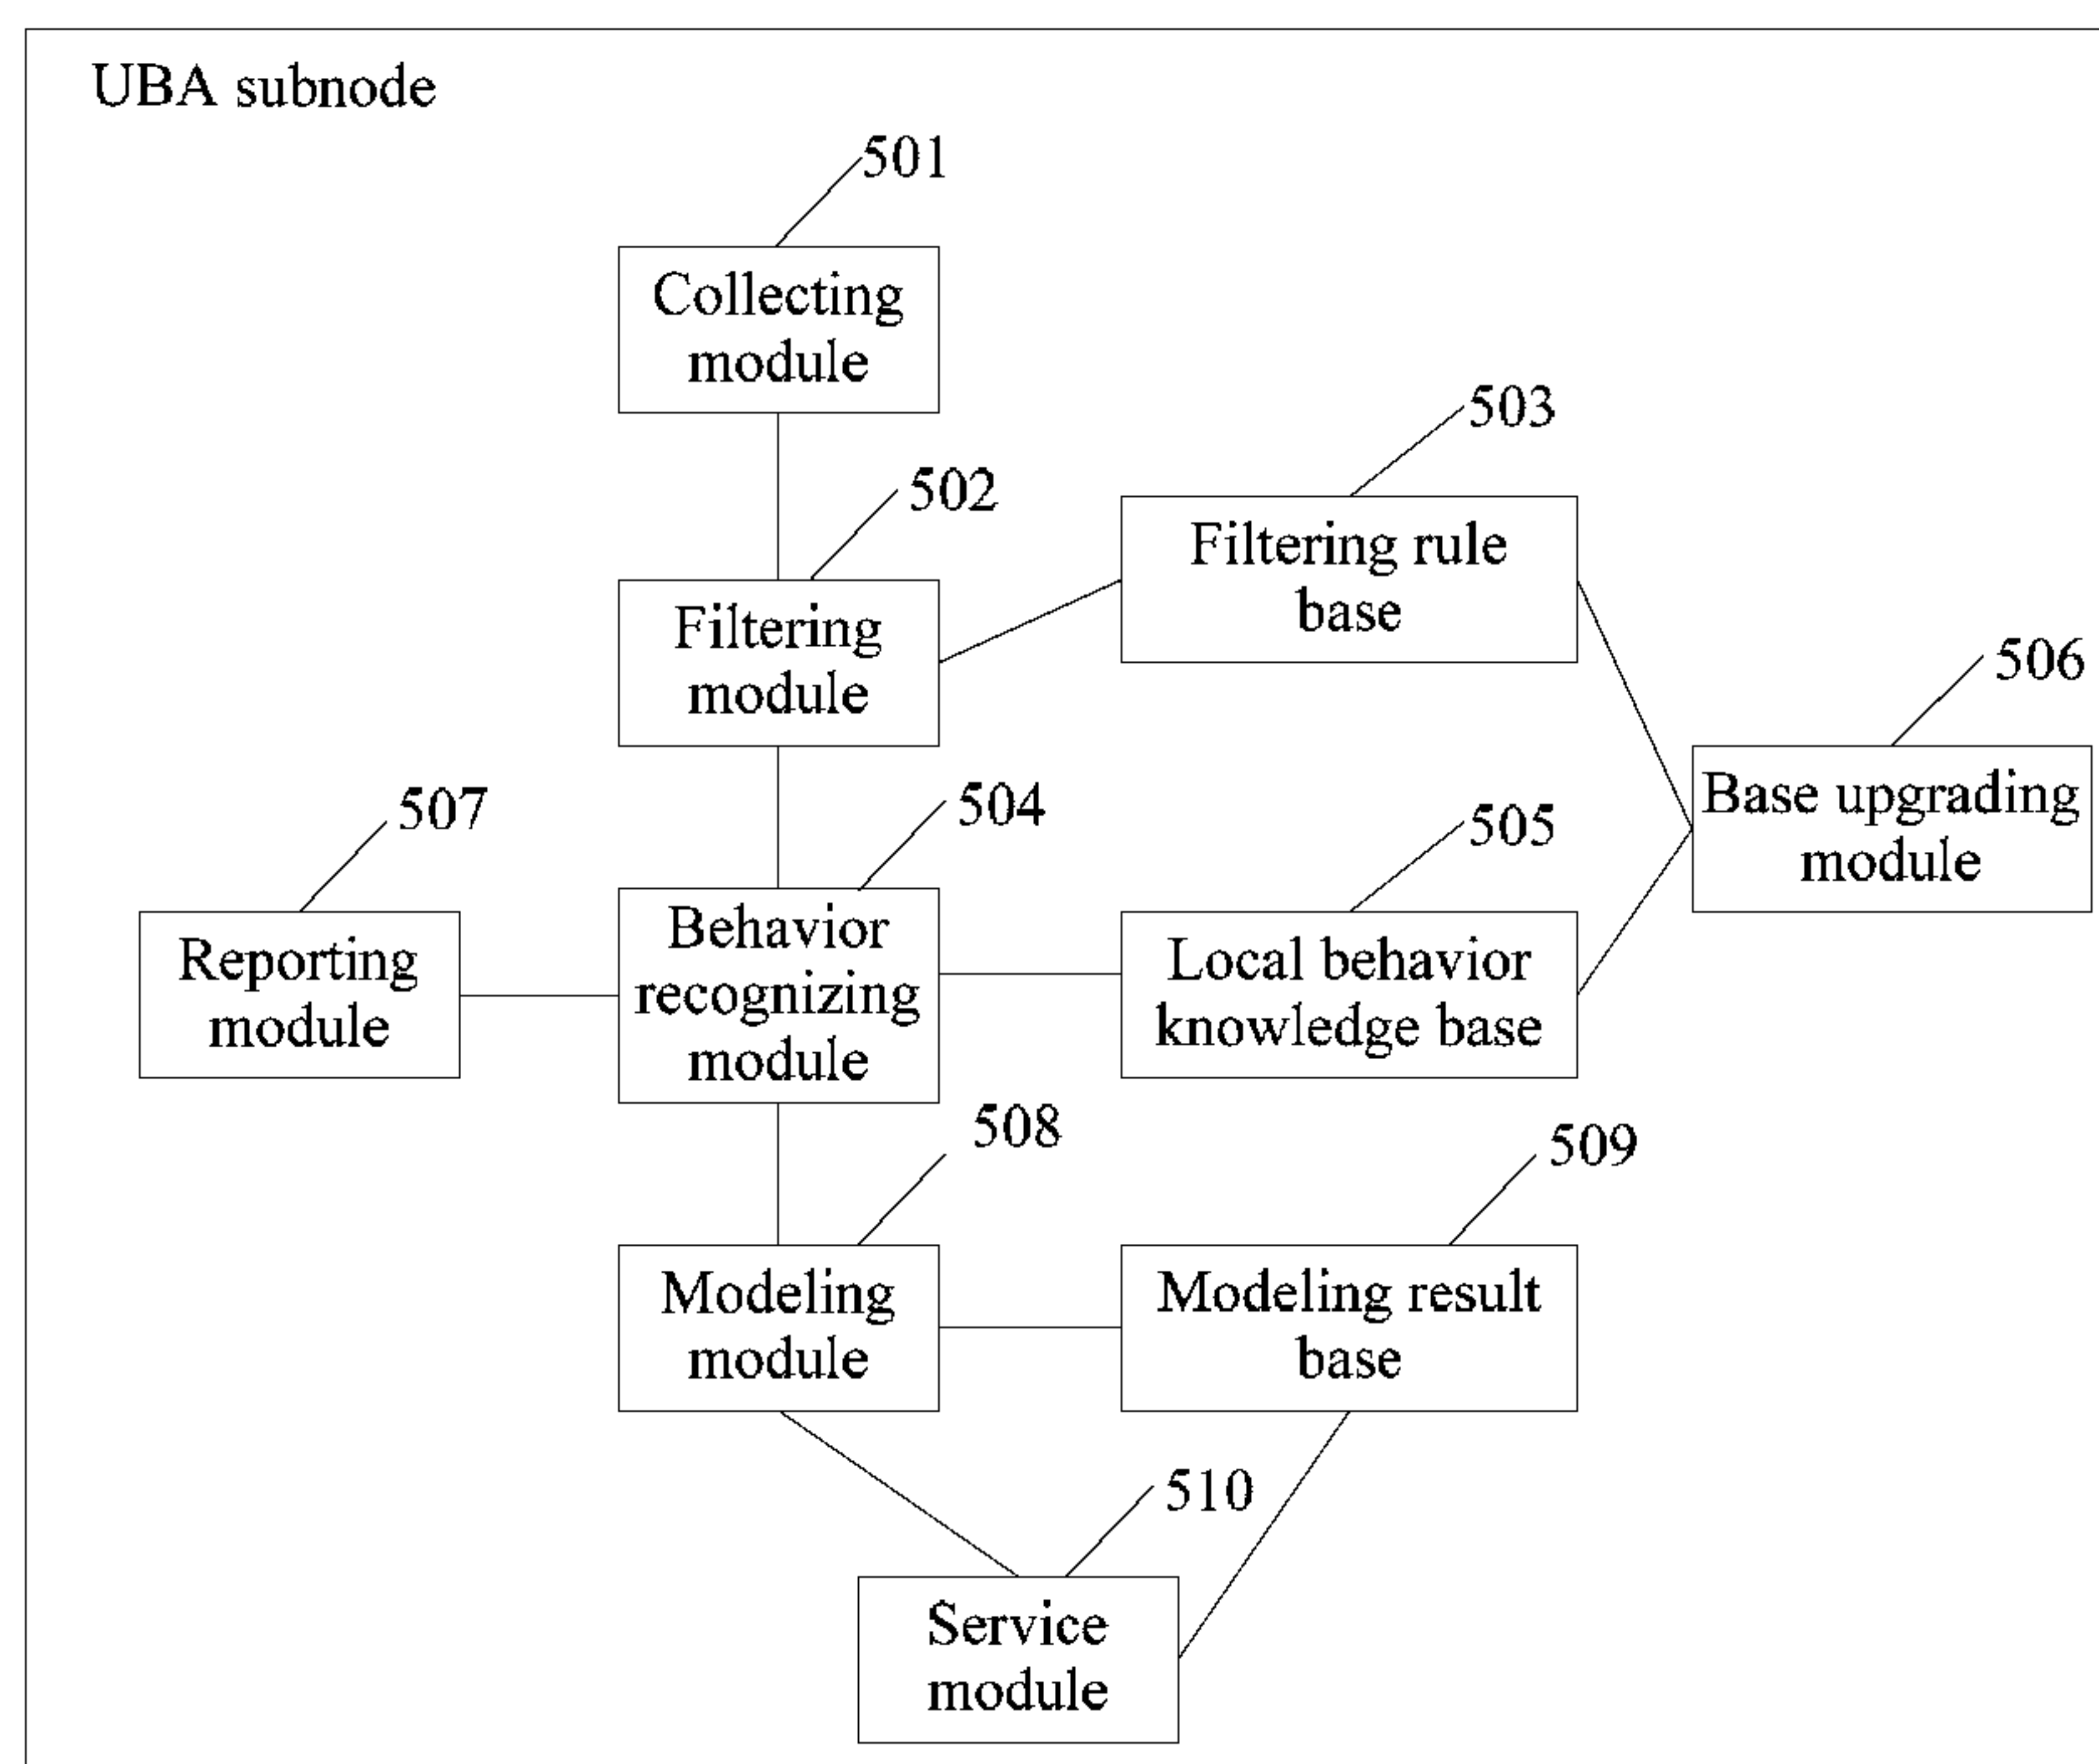 UBA subnode
501
Collecting
module
502
Filtering
module
503
Filtering rule
base
506
Base upgrading
module
507
Reporting
module
504
Behavior
recognizing
module
505
Local behavior
knowledge base
508
Modeling
module
509
Modeling result
base
510
Service
module